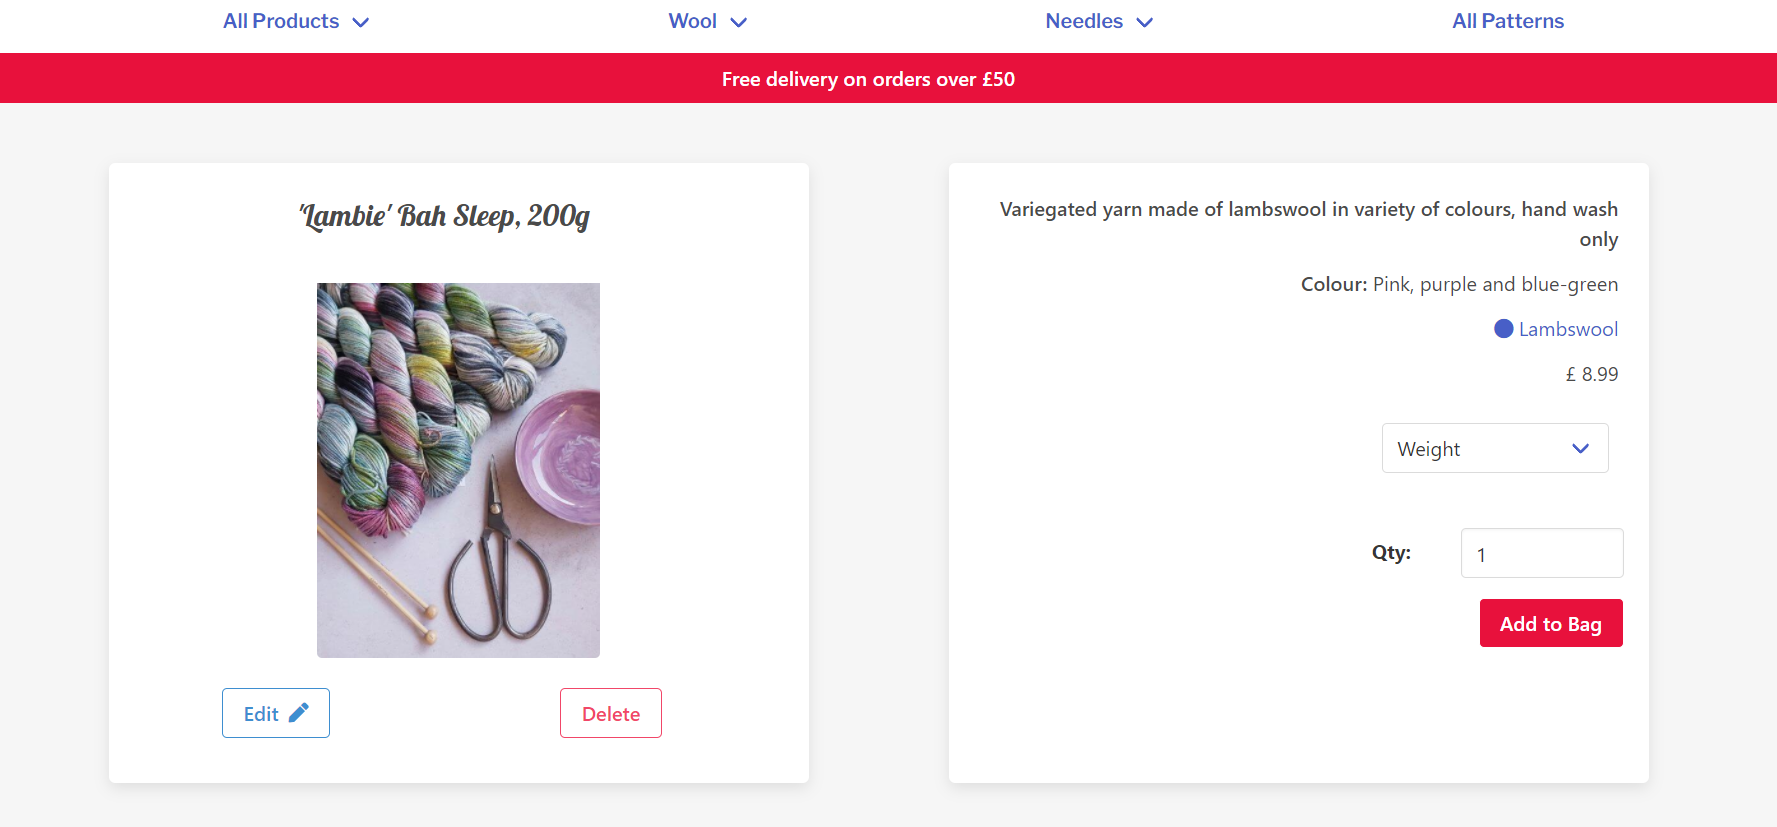 All Products
Wool
Needles
All Patterns
Free delivery on orders over £50
'Lambie' Bah Sleep, 200g
Edit
Delete
Variegated yarn made of lambswool in variety of colours, hand wash
only
Colour: Pink, purple and blue-green
Lambswool
£ 8.99
Weight
Qty:
1
Add to Bag